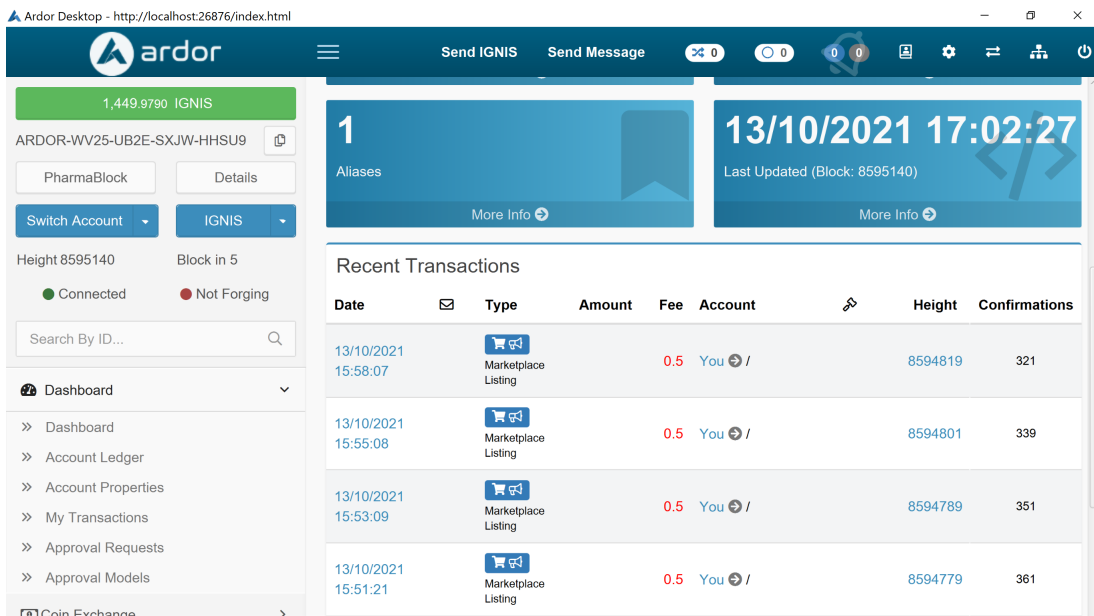 Ardor Desktop - http://localhost:26876/index.html
ardor
Send IGNIS Send Message 0 0 0 0
1,449.9790 IGNIS
ARDOR-WV25-UB2E-SXJW-HHSU9
PharmaBlock Details
Switch Account IGNIS
Height 8595140 Block in 5
Connected Not Forging
Search By ID...
Dashboard
Dashboard
Account Ledger
Account Properties
My Transactions
Approval Requests
Approval Models
Coin Exchange
1
Aliases
More Info
13/10/2021 17:02:27
Last Updated (Block: 8595140)
More Info
Recent Transactions
Date Type Amount Fee Account Height Confirmations
13/10/2021
15:58:07
Marketplace
Listing
0.5 You / 8594819 321
13/10/2021
15:55:08
Marketplace
Listing
0.5 You / 8594801 339
13/10/2021
15:53:09
Marketplace
Listing
0.5 You / 8594789 351
13/10/2021
15:51:21
Marketplace
Listing
0.5 You / 8594779 361